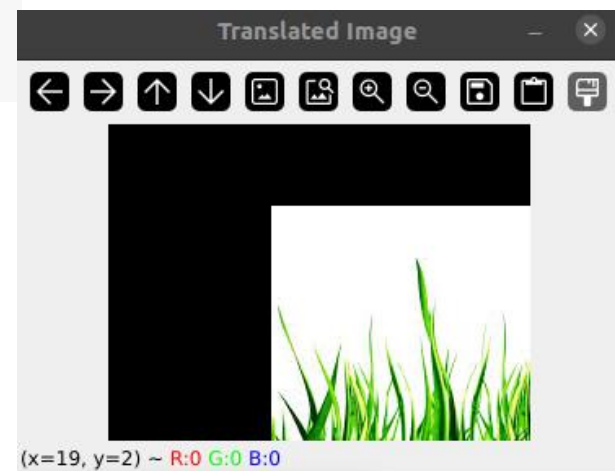 Translated Image
(x=19, y=2) ~ R:0 G:0 B:0